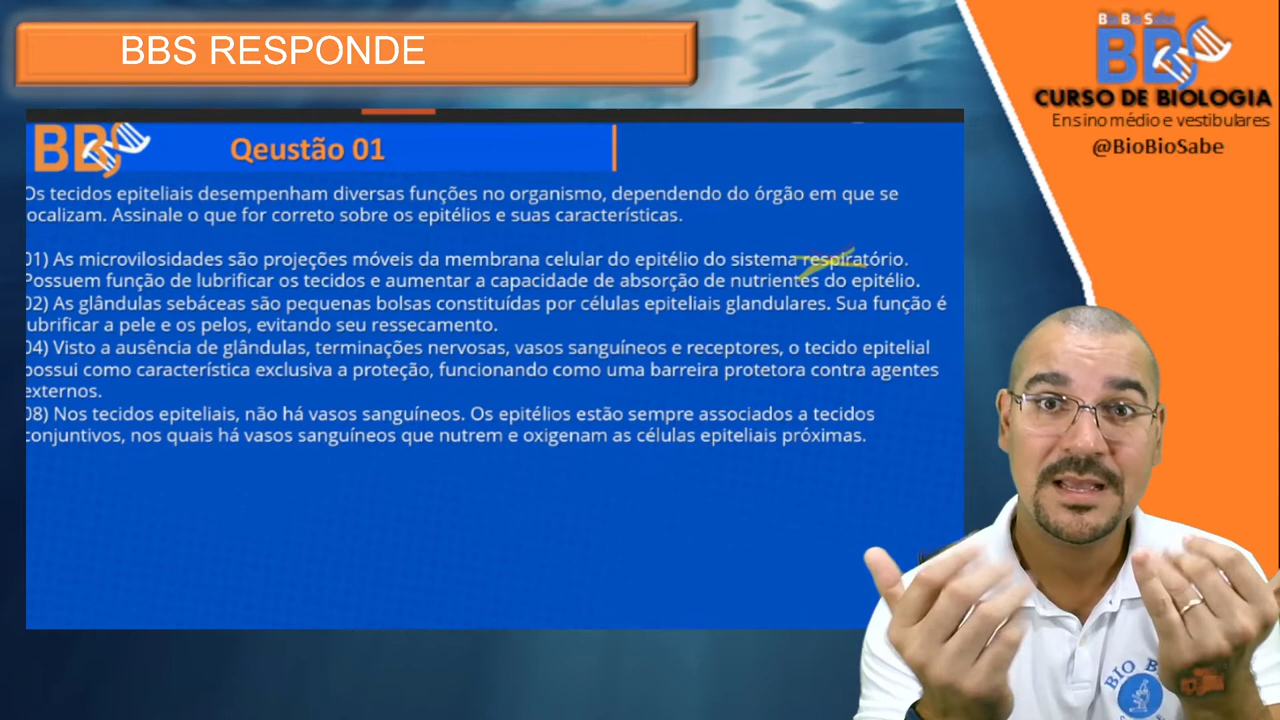 BBS RESPONDE
Bio Bio Sabe
BBS
CURSO DE BIOLOGIA
Ensino médio e vestibulares
@BioBioSabe
BBS
Qeustão 01
Os tecidos epiteliais desempenham diversas funções no organismo, dependendo do órgão em que se
localizam. Assinale o que for correto sobre os epitélios e suas características.
01) As microvilosidades são projeções móveis da membrana celular do epitélio do sistema respiratório.
Possuem função de lubrificar os tecidos e aumentar a capacidade de absorção de nutrientes do epitélio.
02) As glândulas sebáceas são pequenas bolsas constituídas por células epiteliais glandulares. Sua função é
lubrificar a pele e os pelos, evitando seu ressecamento.
04) Visto a ausência de glândulas, terminações nervosas, vasos sanguíneos e receptores, o tecido epitelial
possui como característica exclusiva a proteção, funcionando como uma barreira protetora contra agentes
externos.
08) Nos tecidos epiteliais, não há vasos sanguíneos. Os epitélios estão sempre associados a tecidos
conjuntivos, nos quais há vasos sanguíneos que nutrem e oxigenam as células epiteliais próximas.
BIO B